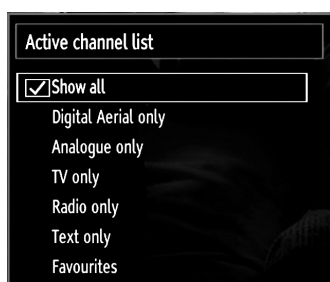 Active channel list
Show all
Digital Aerial only
Analogue only
TV only
Radio only
Text only
Favourites